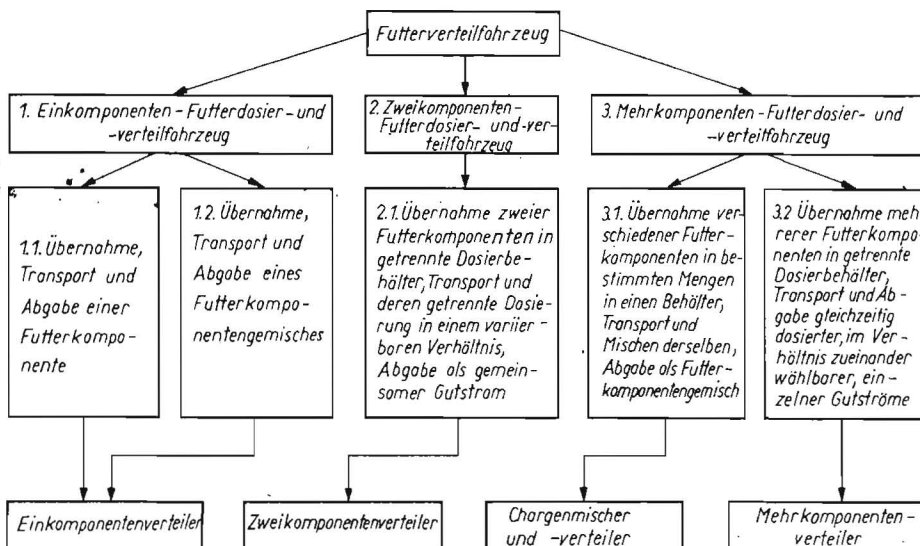 Futterverteilfahrzeug
1. Einkomponenten-Futterdosier- und
-verteilfahrzeug
2. Zweikomponenten-
Futterdosier- und -ver-
teilfahrzeug
3. Mehrkomponenten-Futterdosier- und
-verteilfahrzeug
1.1. Übernahme,
Transport und
Abgabe einer
Futterkompo-
nente
1.2. Übernahme,
Transport und
Abgabe eines
Futterkompo-
nentengemisches
2.1. Übernahme zweier
Futterkomponenten in
getrennte Dosierbe-
hälter, Transport und
deren getrennte Dosie-
rung in einem variier-
baren Verhältnis,
Abgabe als gemein-
samer Gutstrom
3.1. Übernahme ver-
schiedener Futter-
komponenten in be-
stimmten Mengen
in einen Behälter,
Transport und
Mischen derselben,
Abgabe als Futter-
komponentengemisch
3.2 Übernahme meh-
rerer Futterkompo-
nenten in getrennte
Dosierbehälter,
Transport und Ab-
gabe gleichzeitig
dosierter, im Ver-
hältnis zueinander
wählbarer, ein-
zelner Gutströme
Einkomponentenverteiler
Zweikomponentenverteiler
Chargenmischer
und -verteiler
Mehrkomponenten-
verteiler